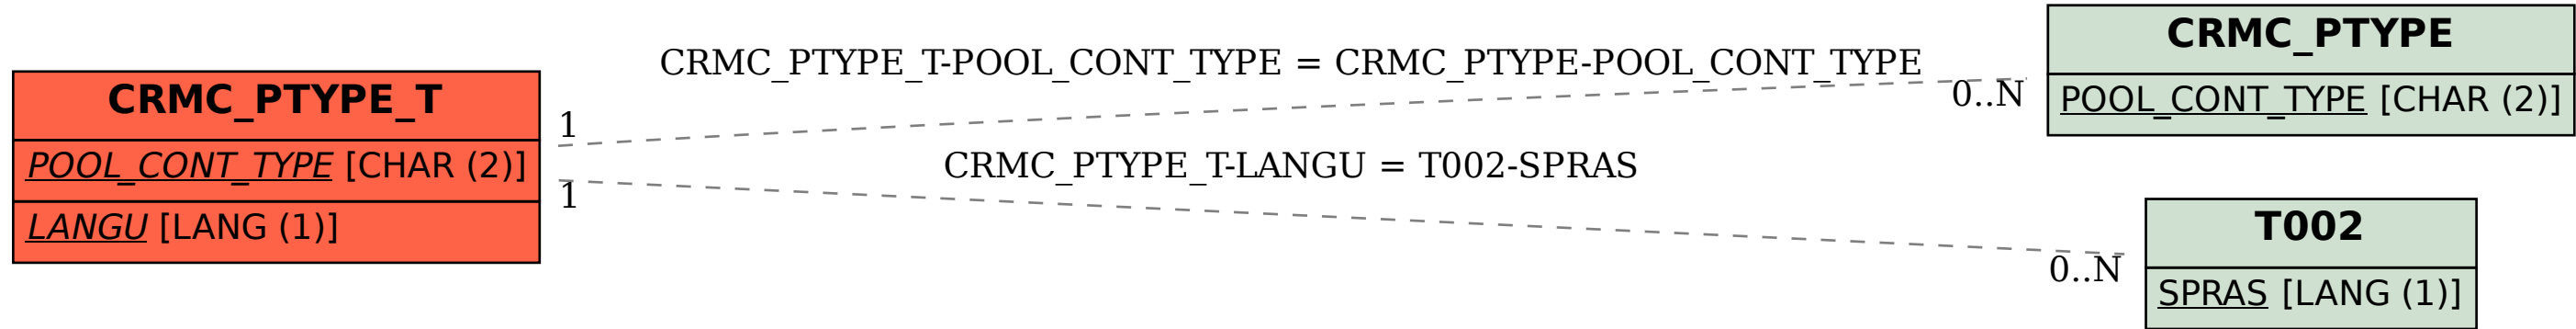 CRMC_PTYPE_T
POOL_CONT_TYPE [CHAR (2)]
LANGU [LANG (1)]
CRMC_PTYPE_T-POOL_CONT_TYPE = CRMC_PTYPE-POOL_CONT_TYPE
1
0..N
CRMC_PTYPE_T-LANGU = T002-SPRAS
1
0..N
CRMC_PTYPE
POOL_CONT_TYPE [CHAR (2)]
T002
SPRAS [LANG (1)]